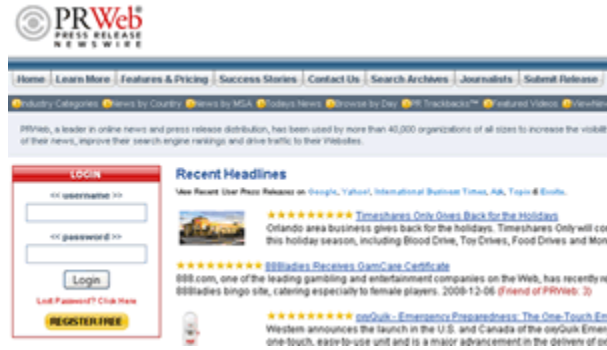 PRWeb
PRESS RELEASE
NEWSWIRE
Home Learn More Features & Pricing Success Stories Contact Us Search Archives Journalists Submit Release
Industry Categories News by Country News by MSA Todays News Browse by Day PR Trackbacks™ Featured Videos ViewNe
PRWeb, a leader in online news and press release distribution, has been used by more than 40,000 organizations of all sizes to increase the visibili
of their news, improve their search engine rankings and drive traffic to their Websites.
LOGIN
<< username >>
<< password >>
Login
Lost Password? Click Here
REGISTER FREE
Recent Headlines
View Recent User Press Releases on Google, Yahoo!, International Business Times, Ask, Topix & Excite.
Timeshares Only Gives Back for the Holidays
Orlando area business gives back for the holidays. Timeshares Only will co
this holiday season, including Blood Drive, Toy Drives, Food Drives and Mon
888ladies Receives GamCare Certificate
888.com, one of the leading gambling and entertainment companies on the Web, has recently re
888ladies bingo site, catering especially to female players. 2008-12-06 (Friend of PRWeb: 3)
oxyQuik - Emergency Preparedness: The One-Touch Em
Western announces the launch in the U.S. and Canada of the oxyQuik Emer
one-touch, easy-to-use unit and is a major advancement in the delivery of ox